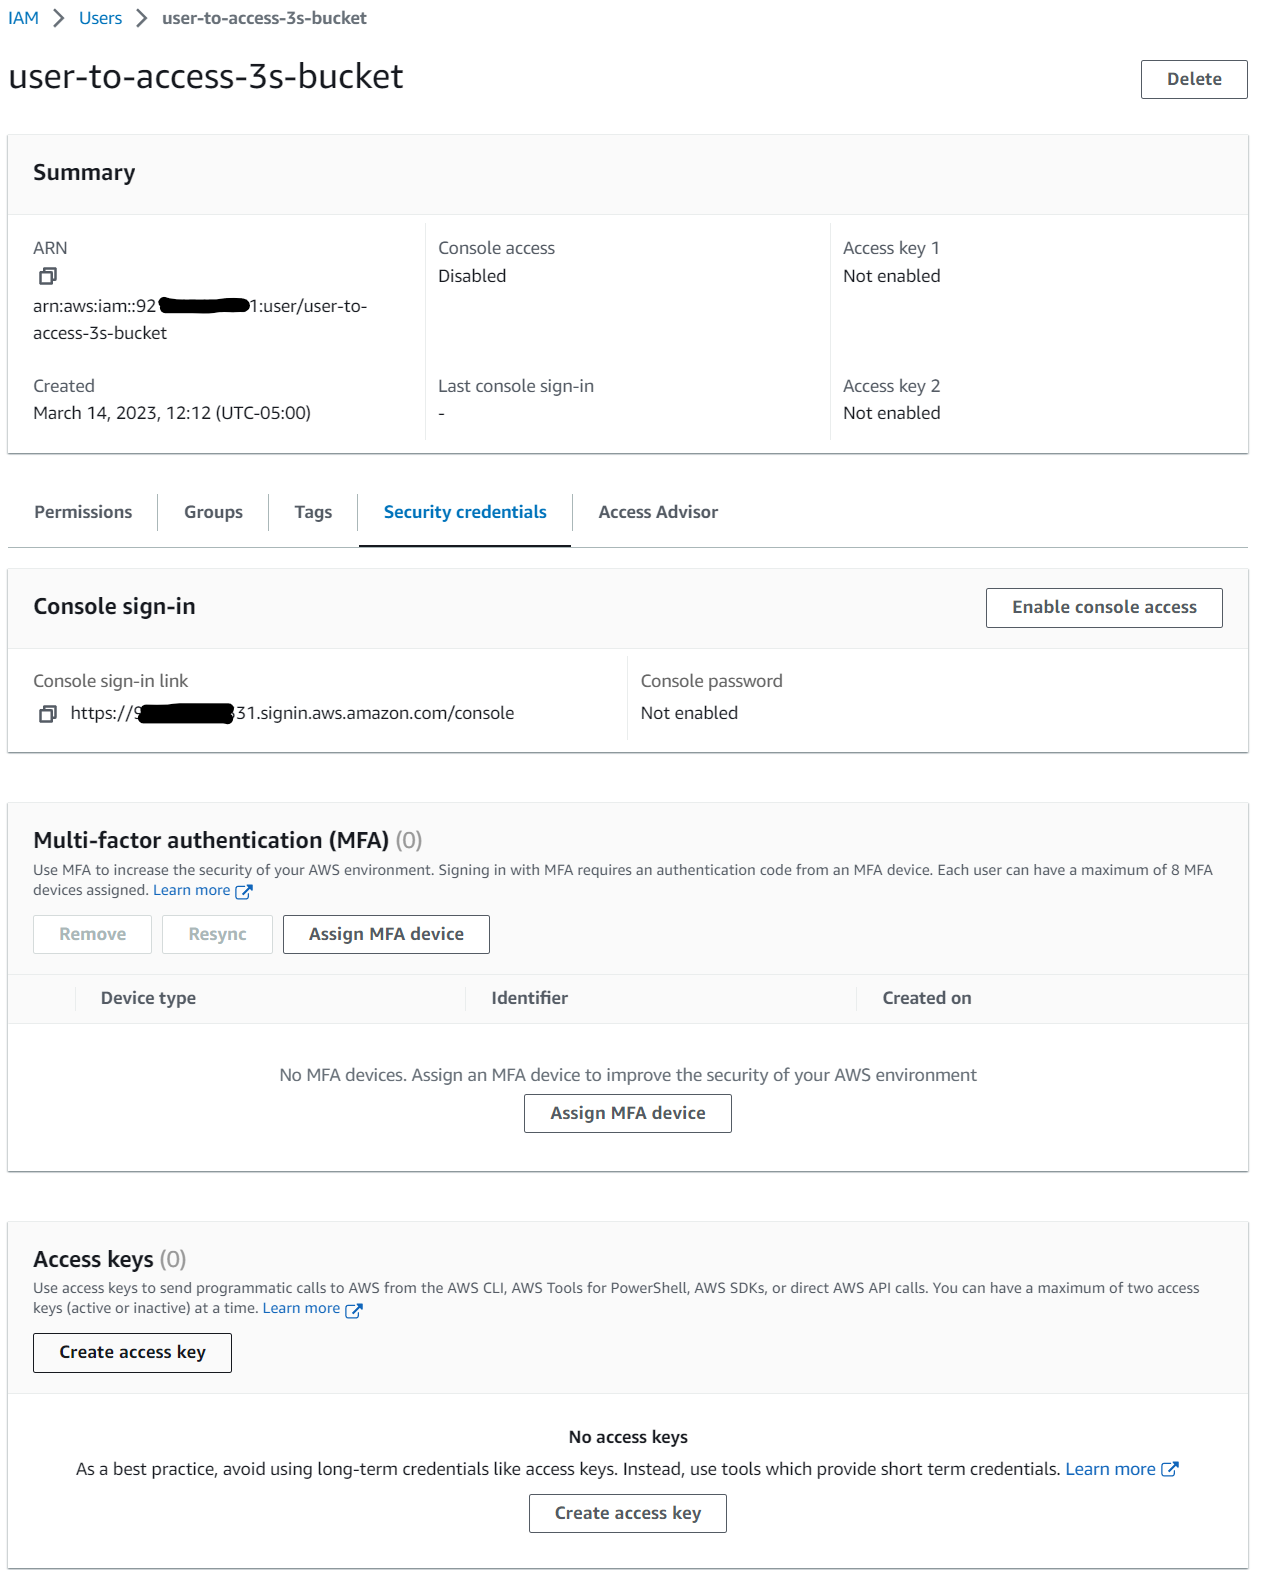 IAM > Users > user-to-access-3s-bucket
user-to-access-3s-bucket
Delete
Summary
ARN
arn:aws:iam::92 1:user/user-to-
access-3s-bucket
Console access
Disabled
Access key 1
Not enabled
Created
March 14, 2023, 12:12 (UTC-05:00)
Last console sign-in
-
Access key 2
Not enabled
Permissions
Groups
Tags
Security credentials
Access Advisor
Console sign-in
Enable console access
Console sign-in link
https://9 31.signin.aws.amazon.com/console
Console password
Not enabled
Multi-factor authentication (MFA) (0)
Use MFA to increase the security of your AWS environment. Signing in with MFA requires an authentication code from an MFA device. Each user can have a maximum of 8 MFA
devices assigned. Learn more
Remove
Resync
Assign MFA device
Device type
Identifier
Created on
No MFA devices. Assign an MFA device to improve the security of your AWS environment
Assign MFA device
Access keys (0)
Use access keys to send programmatic calls to AWS from the AWS CLI, AWS Tools for PowerShell, AWS SDKs, or direct AWS API calls. You can have a maximum of two access
keys (active or inactive) at a time. Learn more
Create access key
No access keys
As a best practice, avoid using long-term credentials like access keys. Instead, use tools which provide short term credentials. Learn more
Create access key